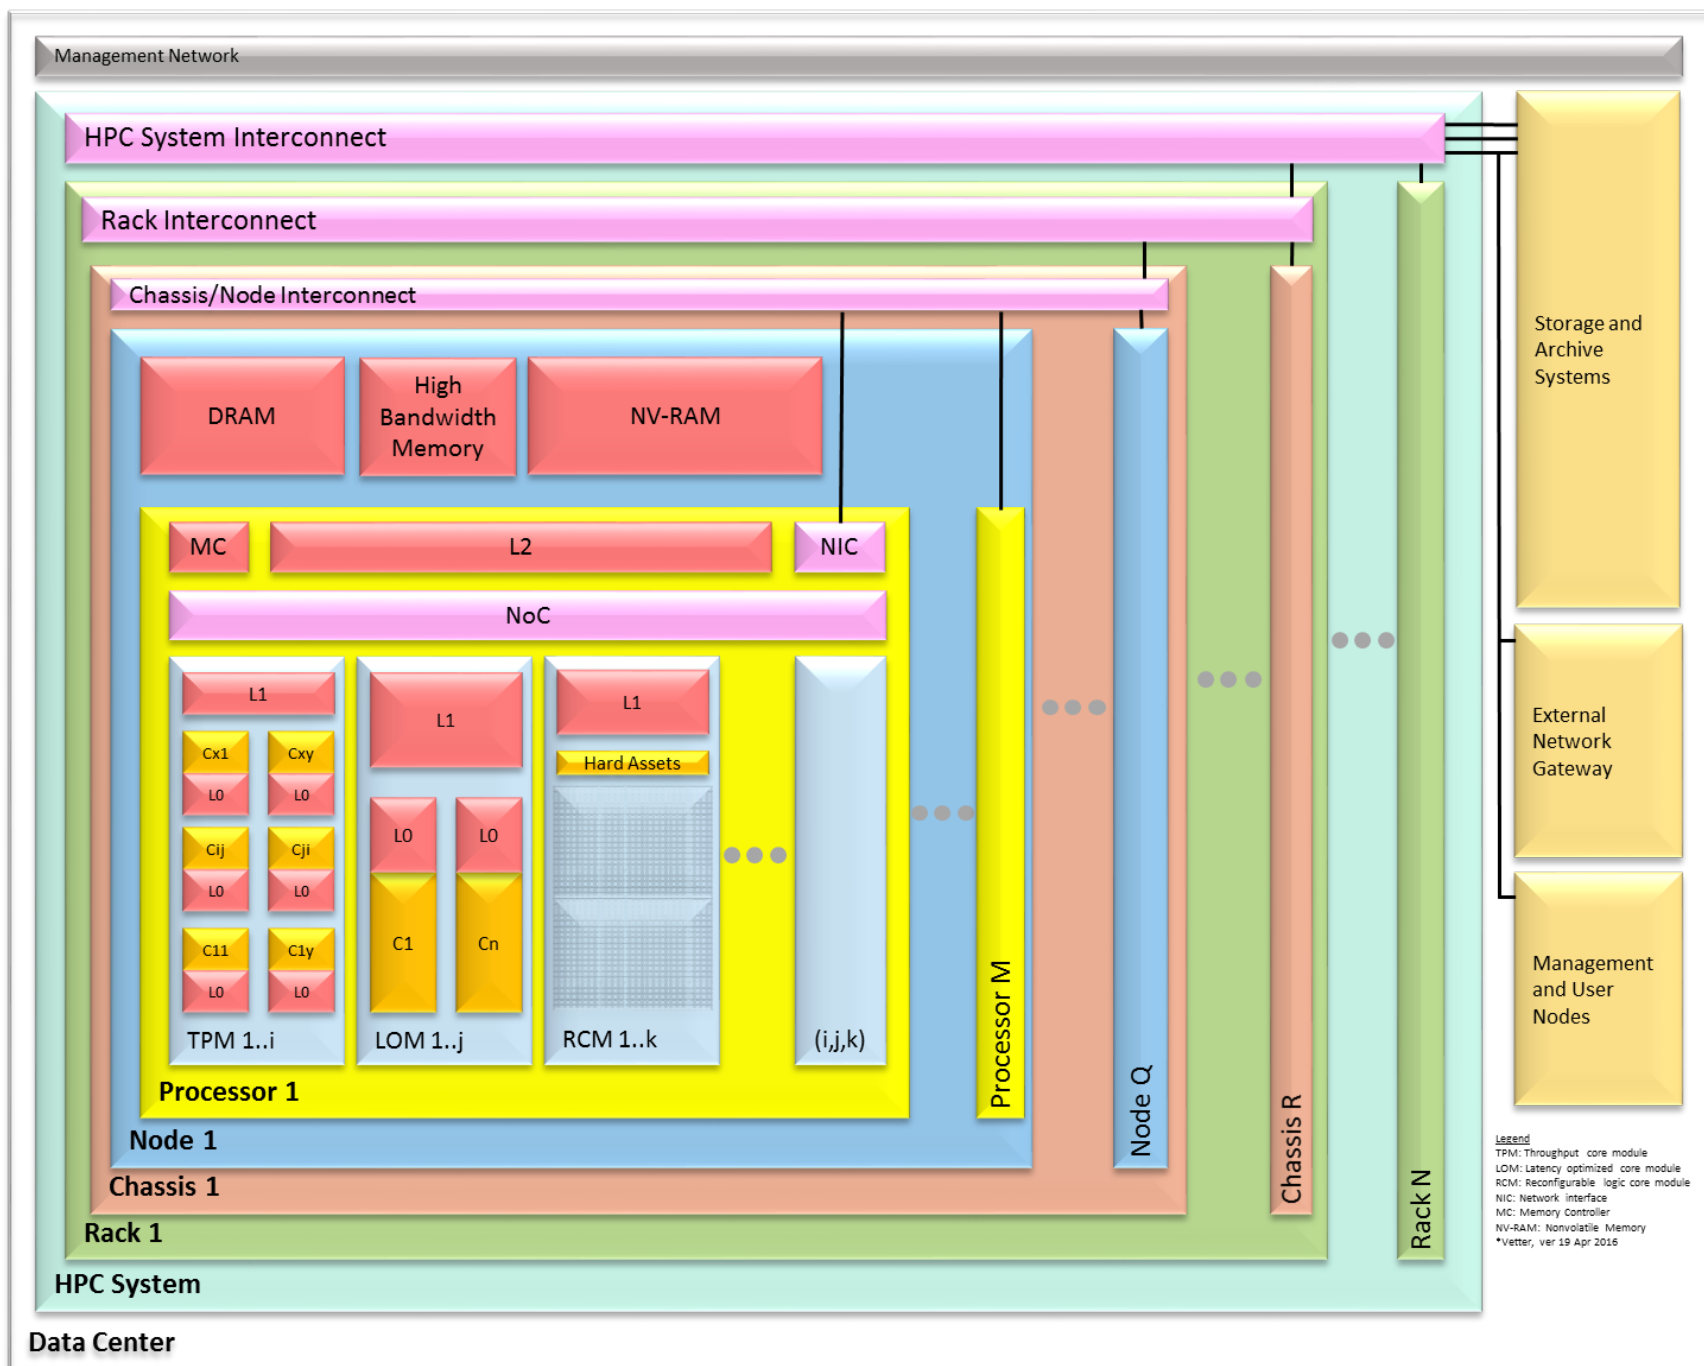 Management Network
HPC System Interconnect
Rack Interconnect
Chassis/Node Interconnect
DRAM
High
Bandwidth
Memory
NV-RAM
MC
L2
NIC
NoC
L1
Cx1
Cxy
L0
L0
Cij
Cji
L0
L0
C11
C1y
L0
L0
TPM 1..i
L1
L0
L0
C1
Cn
LOM 1..j
L1
Hard Assets
RCM 1..k
(i,j,k)
Processor 1
Processor M
Node 1
Node Q
Chassis 1
Chassis R
Rack 1
Rack N
HPC System
Data Center
Storage and
Archive
Systems
External
Network
Gateway
Management
and User
Nodes
Legend
TPM: Throughput core module
LOM: Latency optimized core module
RCM: Reconfigurable logic core module
NIC: Network interface
MC: Memory Controller
NV-RAM: Nonvolatile Memory
*Vetter, ver 19 Apr 2016